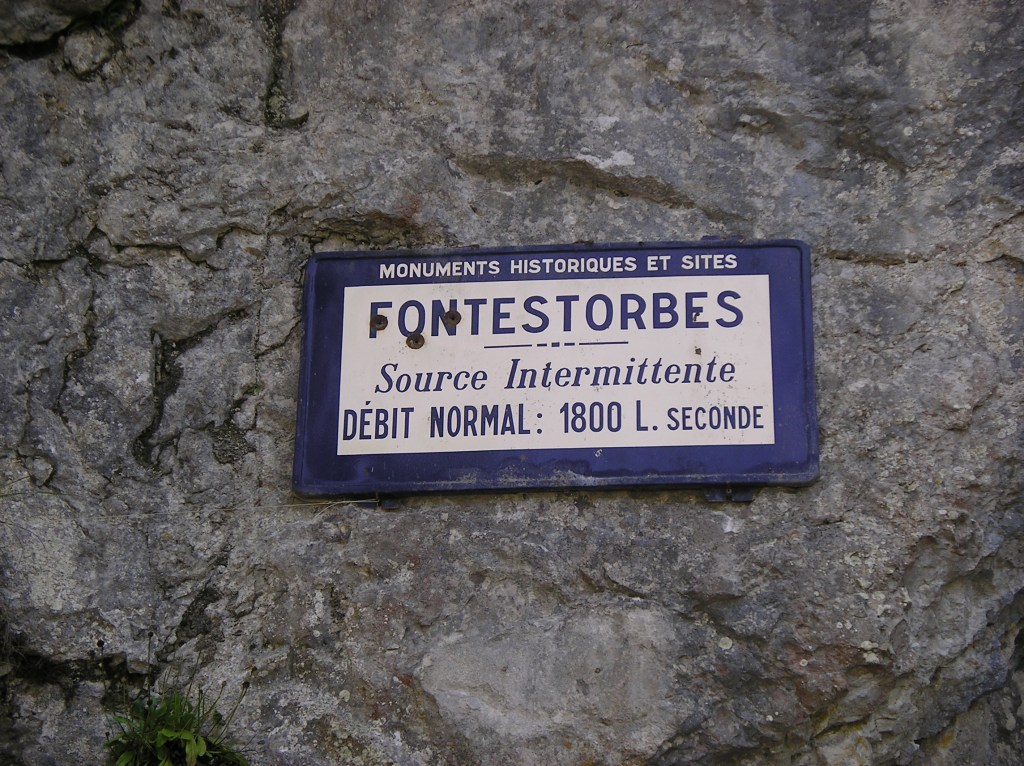 MONUMENTS HISTORIQUES ET SITES
FONTESTORBES
Source Intermittente
DÉBIT NORMAL: 1800 L. SECONDE